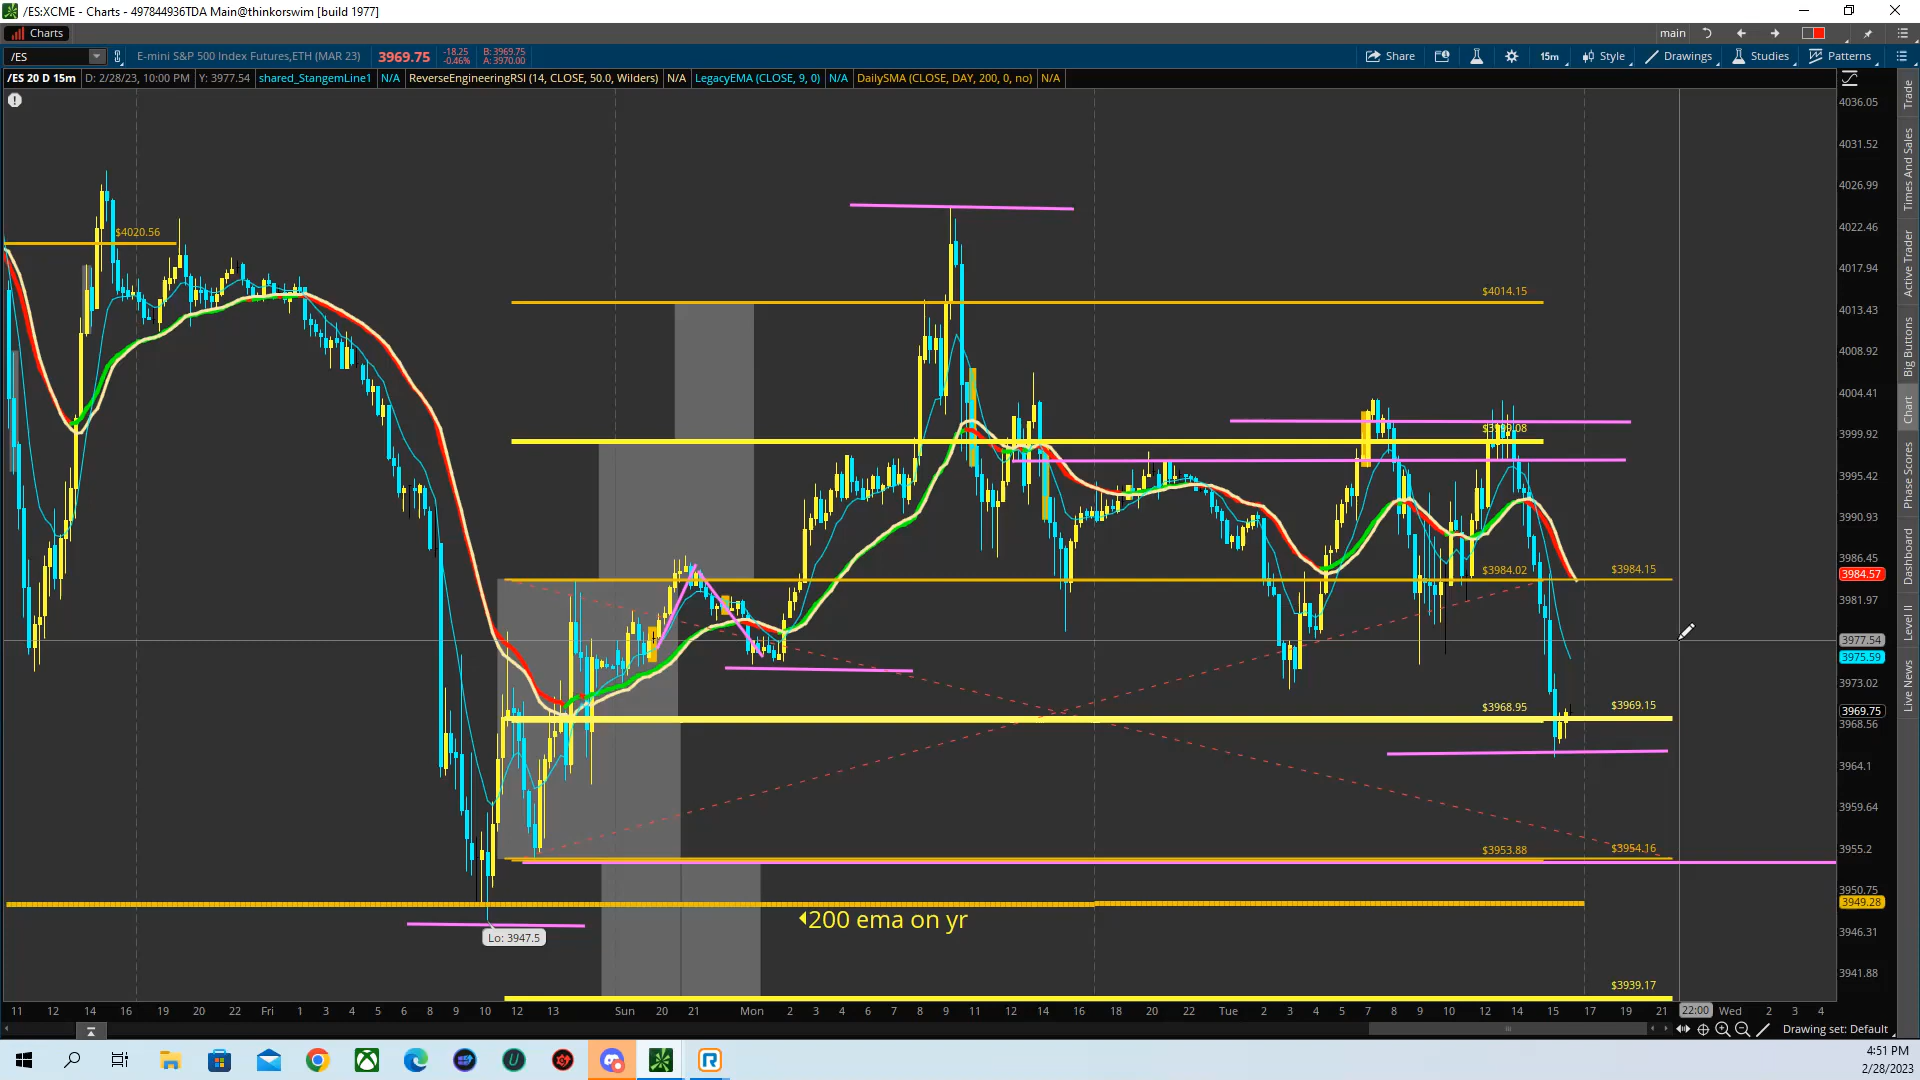 /ES:XCME - Charts - 497844936TDA Main@thinkorswim [build 1977]
Charts
main
/ES
E-mini S&P 500 Index Futures,ETH (MAR 23)
3969.75
-18.25
-0.46%
B: 3969.75
A: 3970.00
Share
15m
Style
Drawings
Studies
Patterns
/ES 20 D 15m
D: 2/28/23, 10:00 PM
Y: 3977.54
shared_StangemLine1
N/A
ReverseEngineeringRSI (14, CLOSE, 50.0, Wilders)
N/A
LegacyEMA (CLOSE, 9, 0)
N/A
DailySMA (CLOSE, DAY, 200, 0, no)
N/A
$4020.56
$4014.15
$3984.02
$3984.15
$3968.95
$3969.15
$3953.88
$3954.16
200 ema on yr
Lo: 3947.5
$3939.17
4036.05
4031.52
4026.99
4022.46
4017.94
4013.43
4008.92
4004.41
3999.92
3995.42
3990.93
3986.45
3984.57
3981.97
3977.54
3975.59
3973.02
3969.75
3968.56
3964.1
3959.64
3955.2
3950.75
3949.28
3946.31
3941.88
Trade
Times And Sales
Active Trader
Big Buttons
Chart
Phase Scores
Dashboard
Level II
Live News
11 12 14 16 18 20 22 Fri 1 3 5 6 8 9 10 12 13 Sun 20 21 Mon 2 3 4 6 7 8 9 11 12 14 16 18 20 22 Tue 2 3 4 5 7 8 9 10 12 14 15 17 19 21 22:00 Wed 2 3 4
Drawing set: Default
4:51 PM
2/28/2023